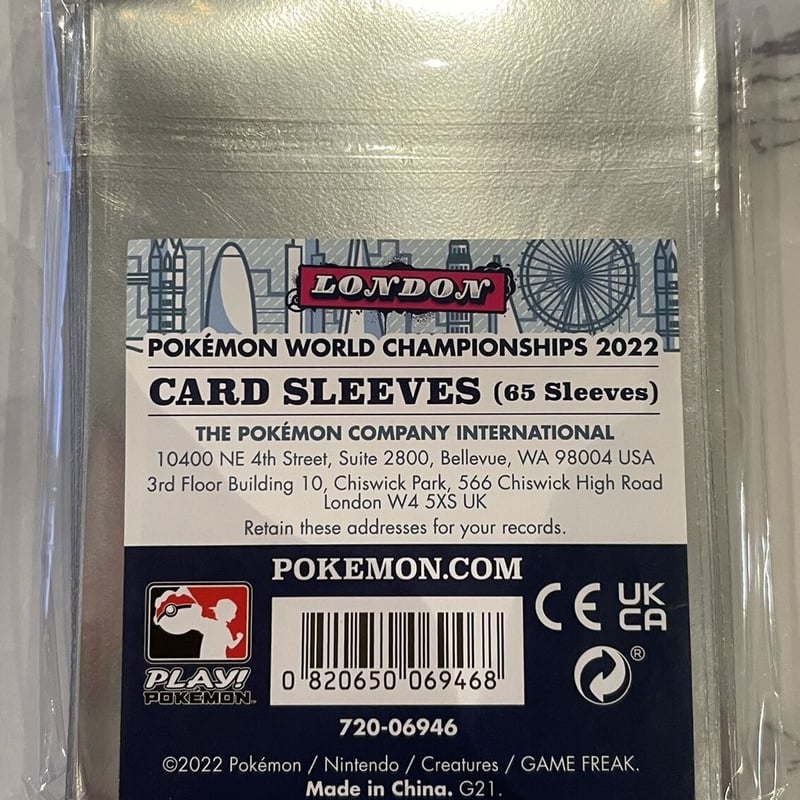 LONDON
POKÉMON WORLD CHAMPIONSHIPS 2022
CARD SLEEVES (65 Sleeves)
THE POKÉMON COMPANY INTERNATIONAL
10400 NE 4th Street, Suite 2800, Bellevue, WA 98004 USA
3rd Floor Building 10, Chiswick Park, 566 Chiswick High Road
London W4 5XS UK
Retain these addresses for your records.
POKEMON.COM
PLAY!
POKÉMON™
0 820650 069468
CE UK
CA
®
720-06946
©2022 Pokémon / Nintendo / Creatures / GAME FREAK.
Made in China. G21.